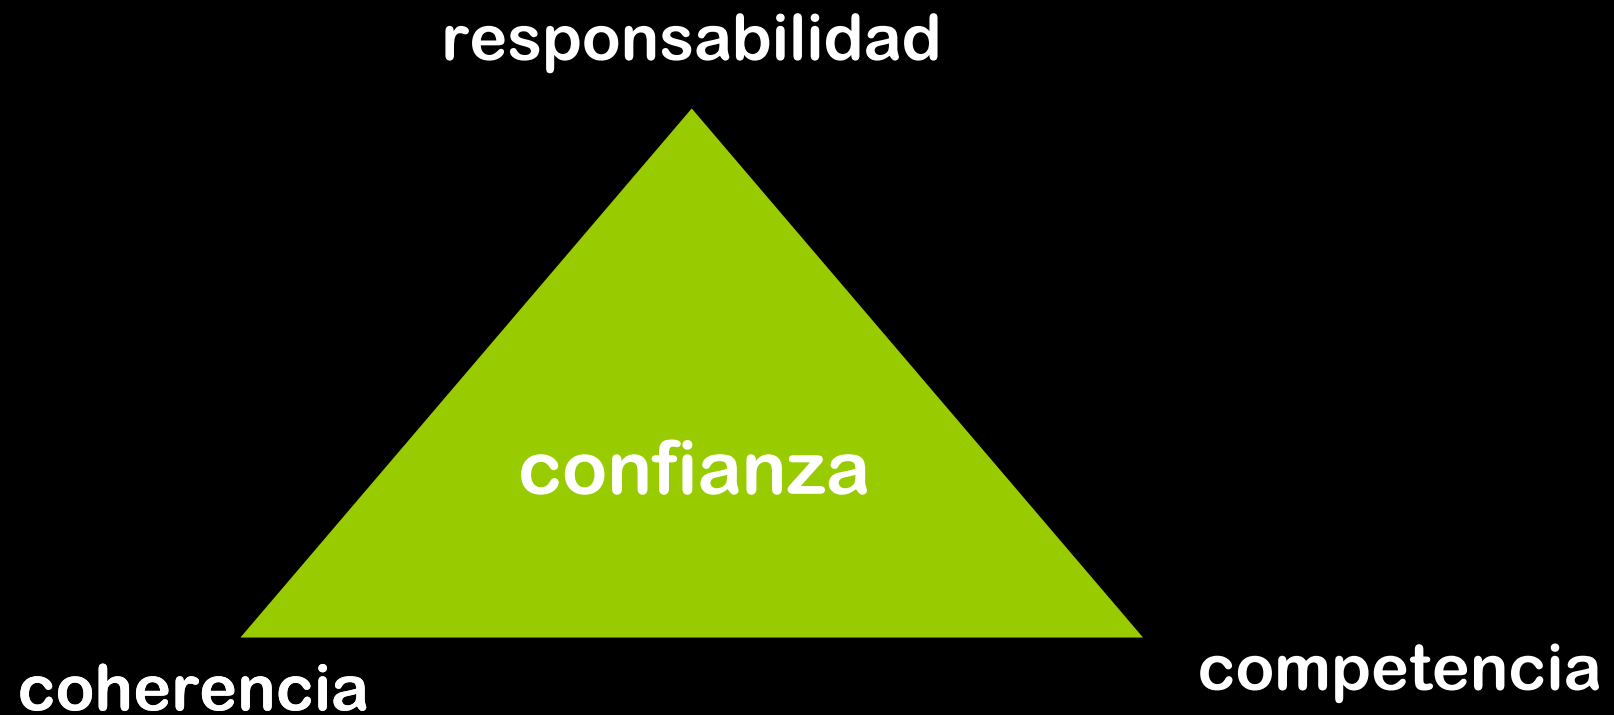 responsabilidad
confianza
coherencia
competencia